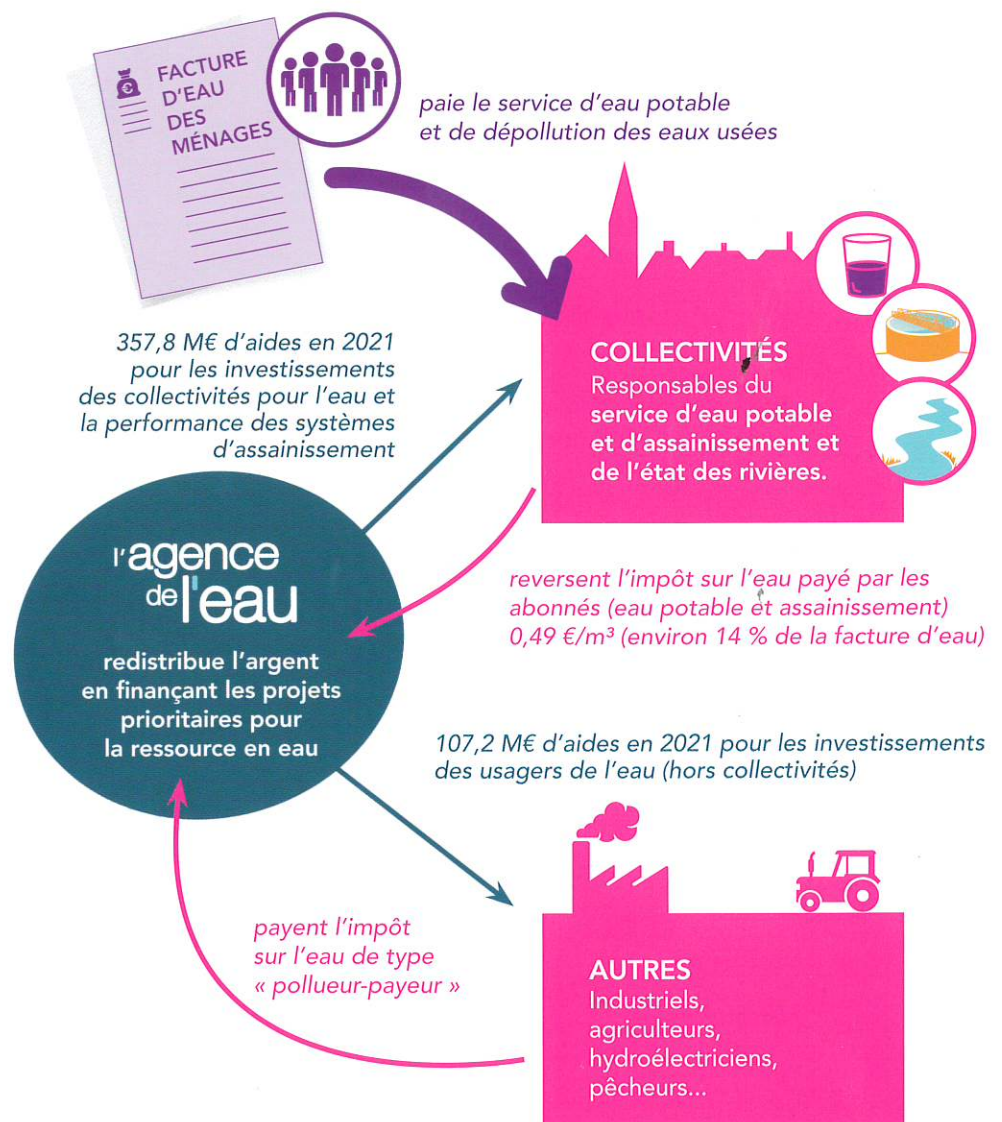 FACTURE
D'EAU
DES
MÉNAGES
€
paie le service d'eau potable
et de dépollution des eaux usées
357,8 M€ d'aides en 2021
pour les investissements
des collectivités pour l'eau et
la performance des systèmes
d'assainissement
COLLECTIVITÉS
Responsables du
service d'eau potable
et d'assainissement et
de l'état des rivières.
l'agence
de l'eau
redistribue l'argent
en finançant les projets
prioritaires pour
la ressource en eau
reversent l'impôt sur l'eau payé par les
abonnés (eau potable et assainissement)
0,49 €/m³ (environ 14 % de la facture d'eau)
107,2 M€ d'aides en 2021 pour les investissements
des usagers de l'eau (hors collectivités)
payent l'impôt
sur l'eau de type
« pollueur-payeur »
AUTRES
Industriels,
agriculteurs,
hydroélectriciens,
pêcheurs...